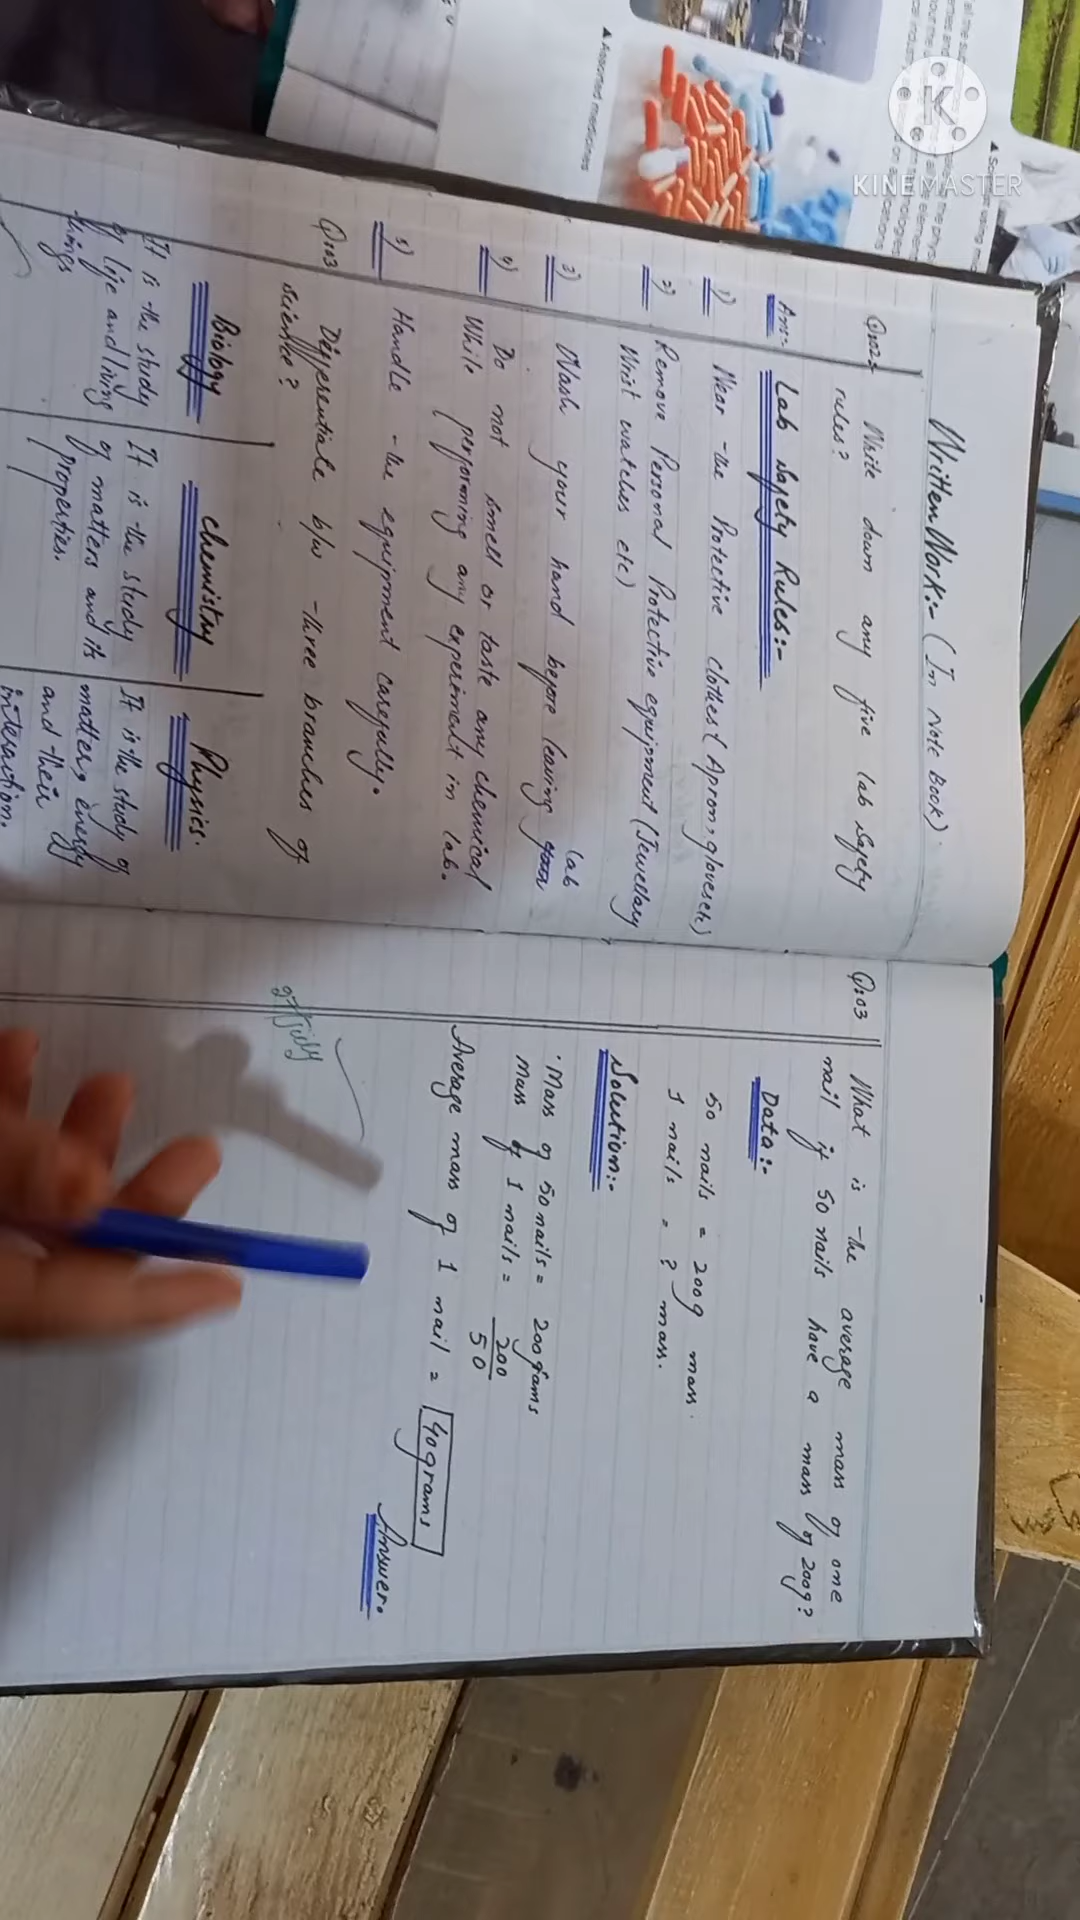 Written Work:- (In Note Book).
Q:02:- Write down any five lab safety
rules?
Ans:- Lab Safety Rules:-
1) Wear the Protective clothes (Apron, gloves etc)
2) Remove Personal Protective equipment (Jewellary
Wrist watches etc)
3) Wash your hand before leaving lab
4) Do not smell or taste any chemical
While performing any experiment in lab.
5) Handle the equipment carefully.
Q:03 Differentiate b/w three branches of
science?
Biology
It is the study
of life and living
things
Chemistry
It is the study
of matters and its
properties.
Physics.
It is the study of
matter, energy
and their
interaction.
Q:03 What is the average mass of one
nail if 50 nails have a mass of 200g?
Data:-
50 nails = 200g mass.
1 nails = ? mass.
Solution:-
Mass of 50 nails = 200 grams
Mass of 1 nails = 200
50
Average mass of 1 nail = 40grams
Answer.
▲ Assorted medicines
K
KINEMASTER